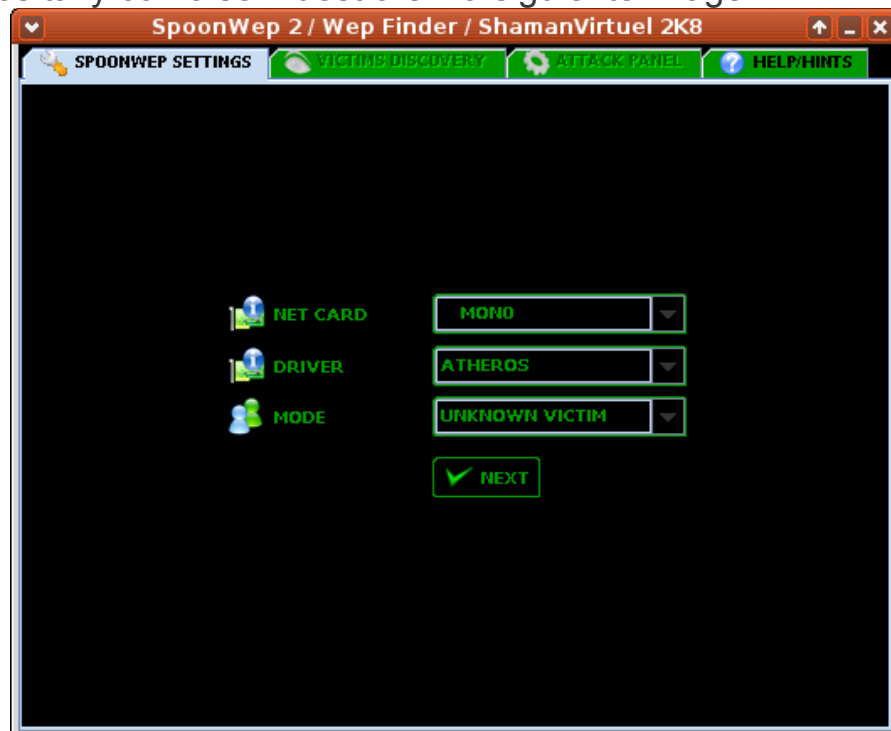 SpoonWep 2 / Wep Finder / ShamanVirtuel 2K8
SPOONWEP SETTINGS VICTIMS DISCOVERY ATTACK PANEL HELP/HINTS
NET CARD MON0
DRIVER ATHEROS
MODE UNKNOWN VICTIM
NEXT